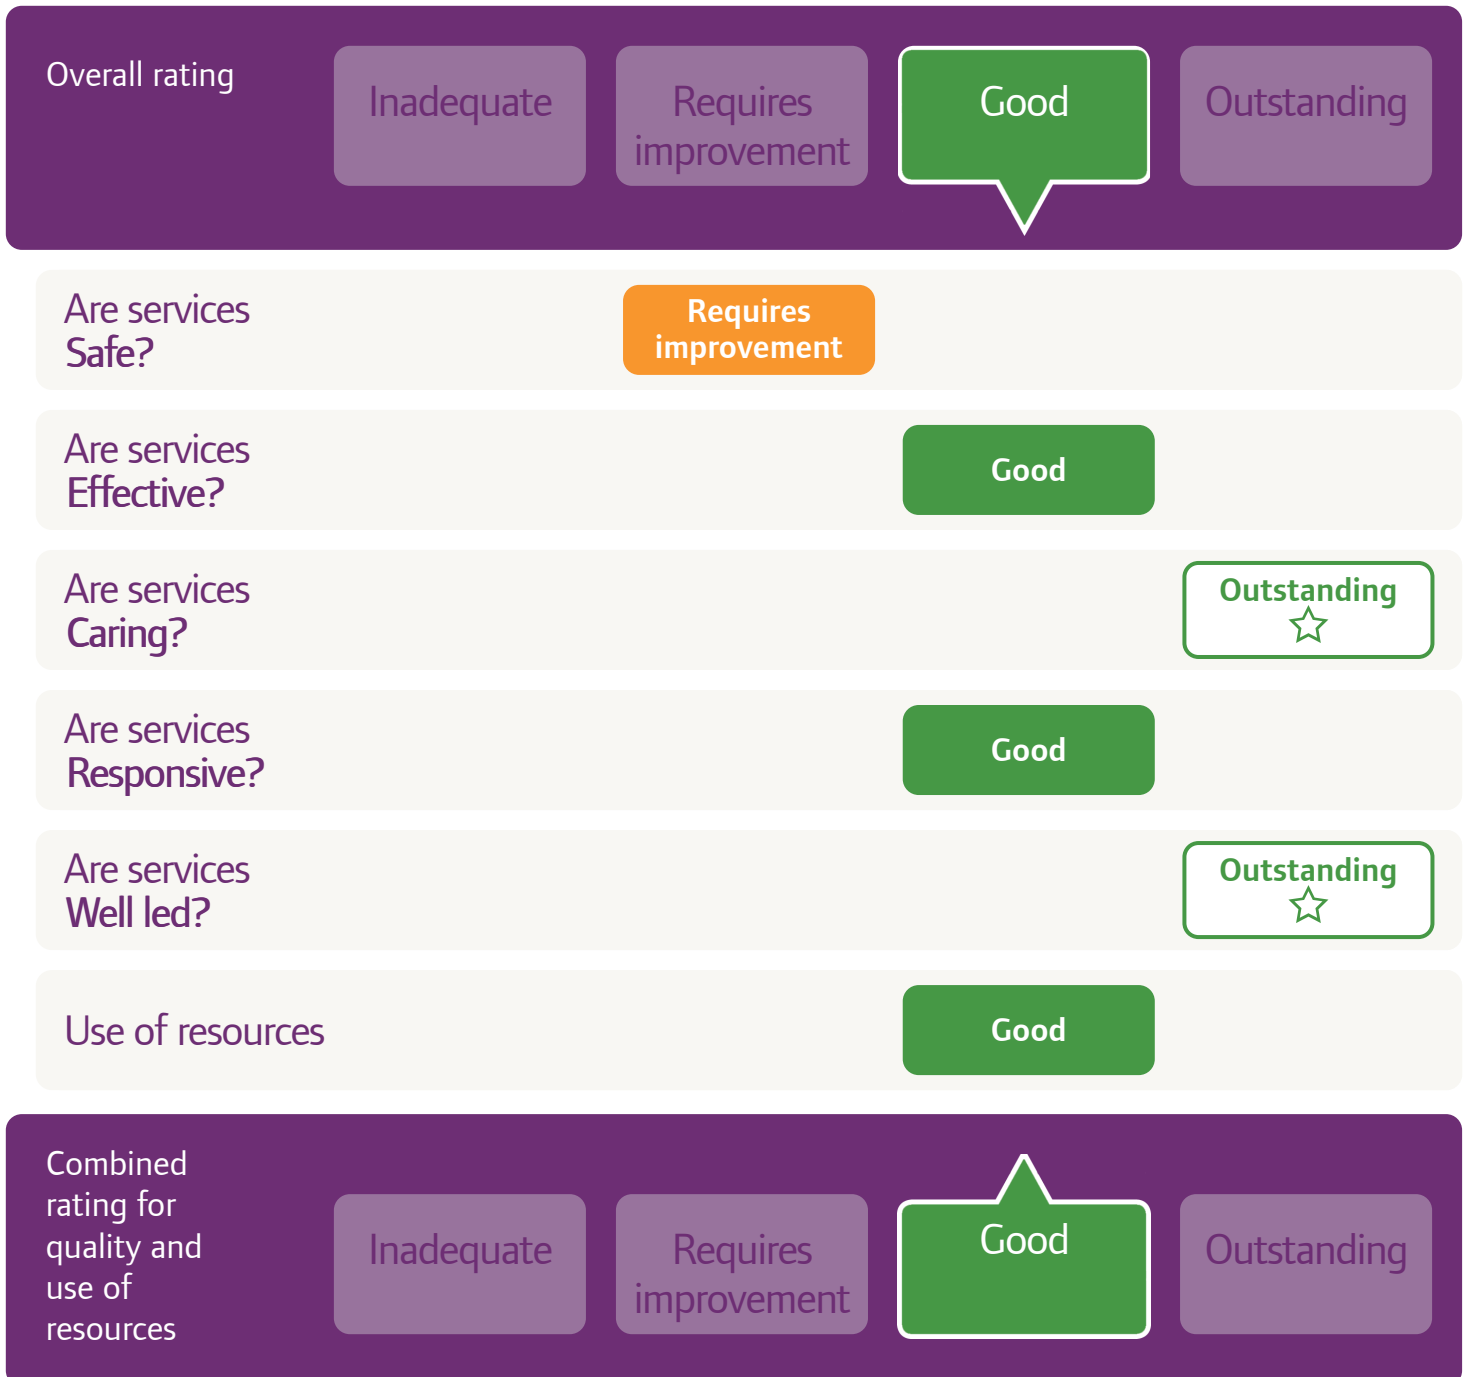 Overall rating
Inadequate
Requires
improvement
Good
Outstanding
Are services
Safe?
Requires
improvement
Are services
Effective?
Good
Are services
Caring?
Outstanding
Are services
Responsive?
Good
Are services
Well led?
Outstanding
Use of resources
Good
Combined
rating for
quality and
use of
resources
Inadequate
Requires
improvement
Good
Outstanding